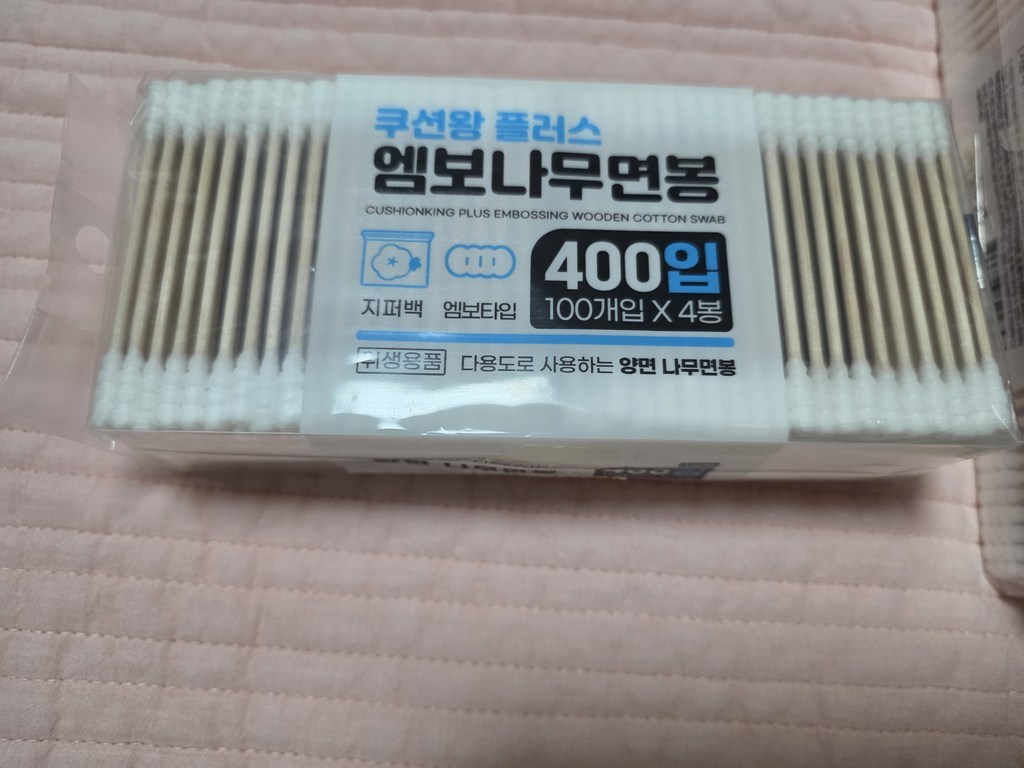 쿠션왕 플러스
엠보나무면봉
CUSHIONKING PLUS EMBOSSING WOODEN COTTON SWAB
지퍼백 엠보타입
400입
100개입 X 4봉
위생용품 다용도로 사용하는 양면 나무면봉